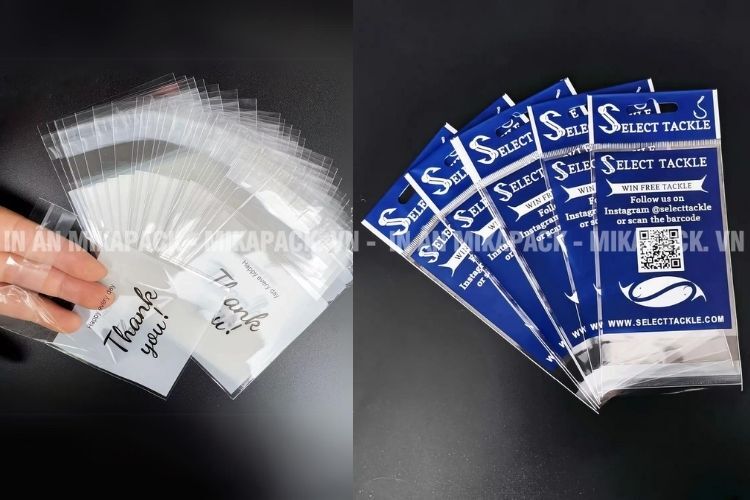 IN ẤN MIKAPACK - MIKAPACK. VN - IN ẤN MIKAPACK - MIKAPACK. VN
Happy every day
Thank
you!
Happy every day
Thank
u!
SELECT TACKLE
SELECT TACKLE
WIN FREE TACKLE
Follow us on
Instagram @selecttackle
or scan the barcode
WWW.SELECTTACKLE.COM